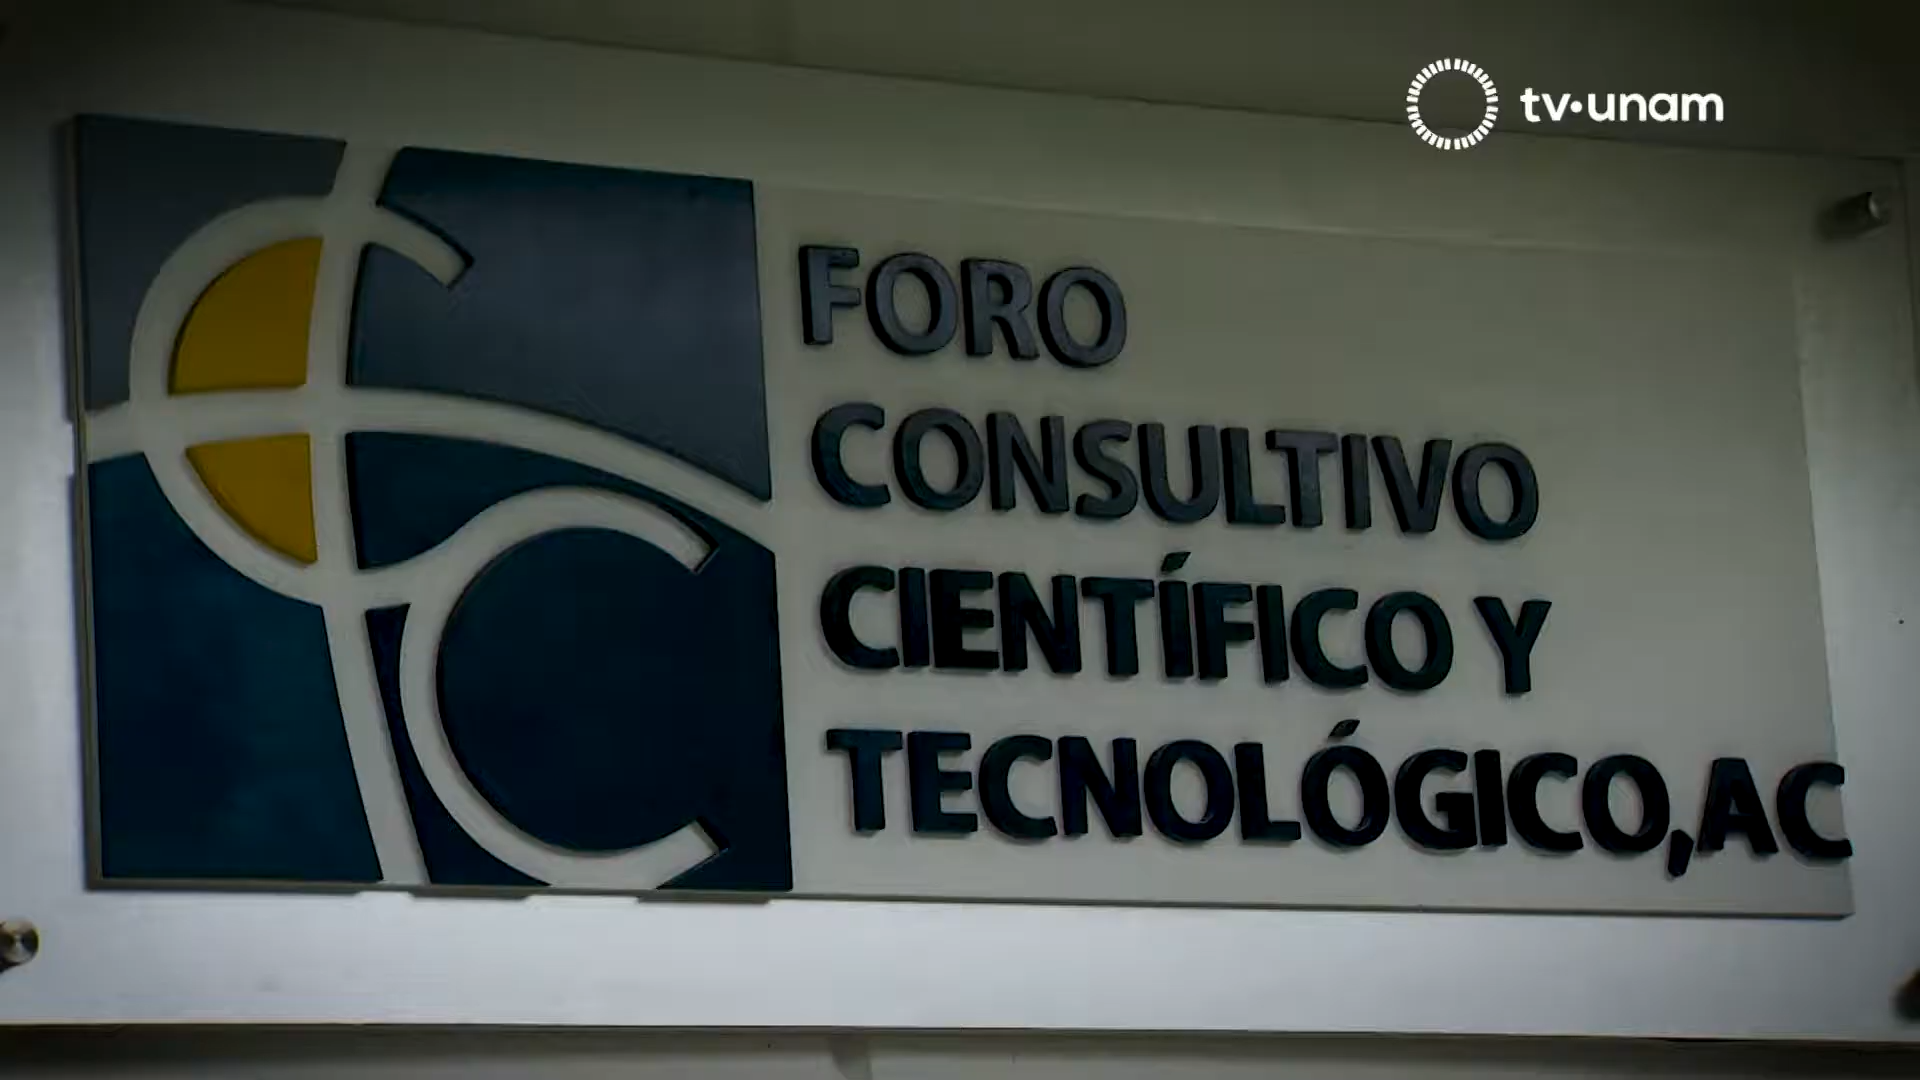 tv·unam
FORO
CONSULTIVO
CIENTÍFICO Y
TECNOLÓGICO, AC